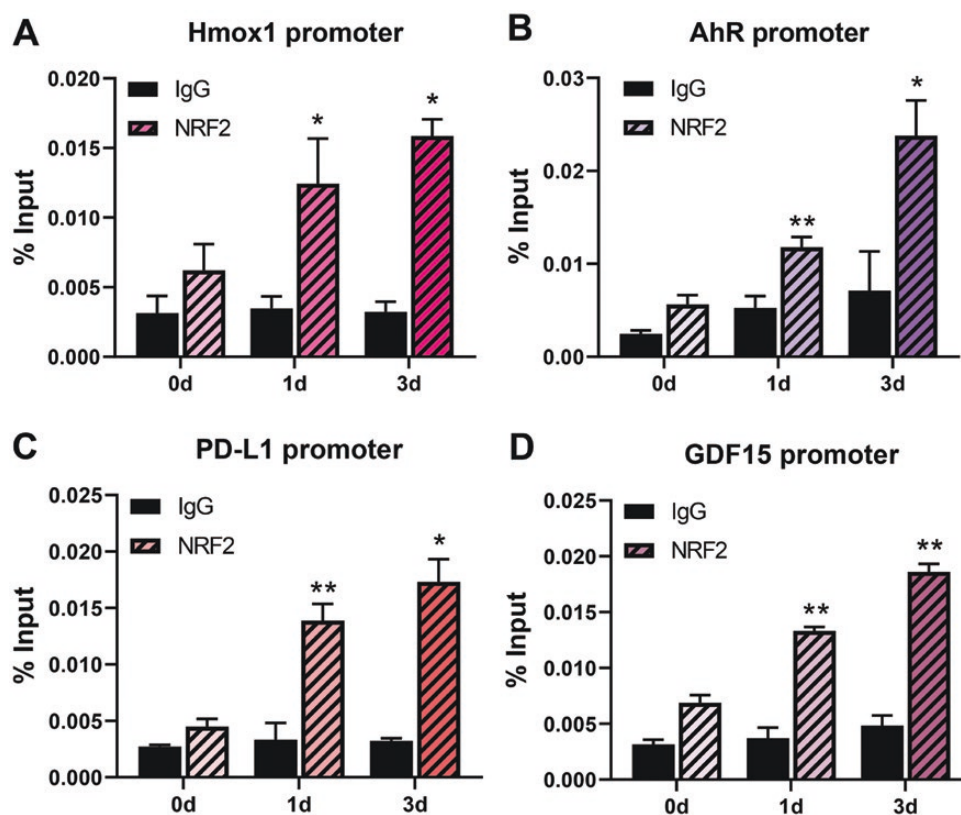 A
Hmox1 promoter
IgG
NRF2
% Input
0.020
0.015
0.010
0.005
0.000
*
*
0d
1d
3d
B
AhR promoter
IgG
NRF2
% Input
0.03
0.02
0.01
0.00
**
*
0d
1d
3d
C
PD-L1 promoter
IgG
NRF2
% Input
0.025
0.020
0.015
0.010
0.005
0.000
**
*
0d
1d
3d
D
GDF15 promoter
IgG
NRF2
% Input
0.025
0.020
0.015
0.010
0.005
0.000
**
**
0d
1d
3d